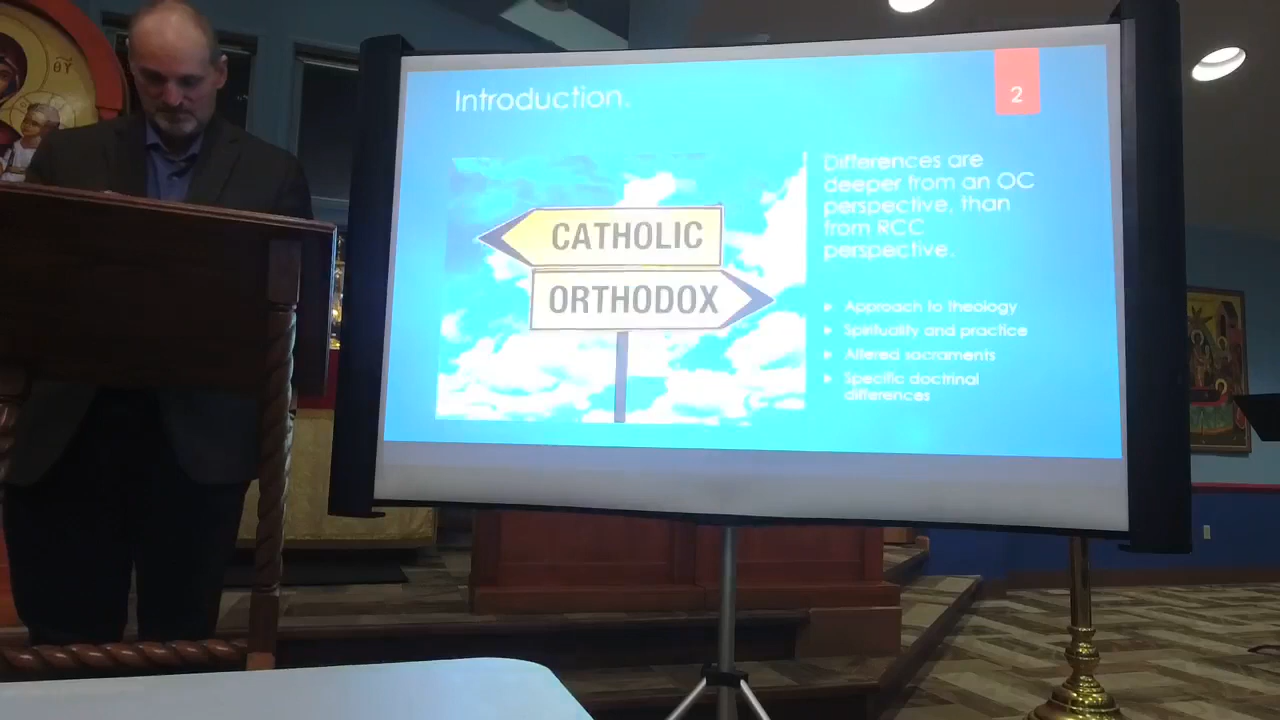 ΘΥ
Introduction.
2
CATHOLIC
ORTHODOX
Differences are
deeper from an OC
perspective, than
from RCC
perspective.
Approach to theology
Spirituality and practice
Altered sacraments
Specific doctrinal
differences